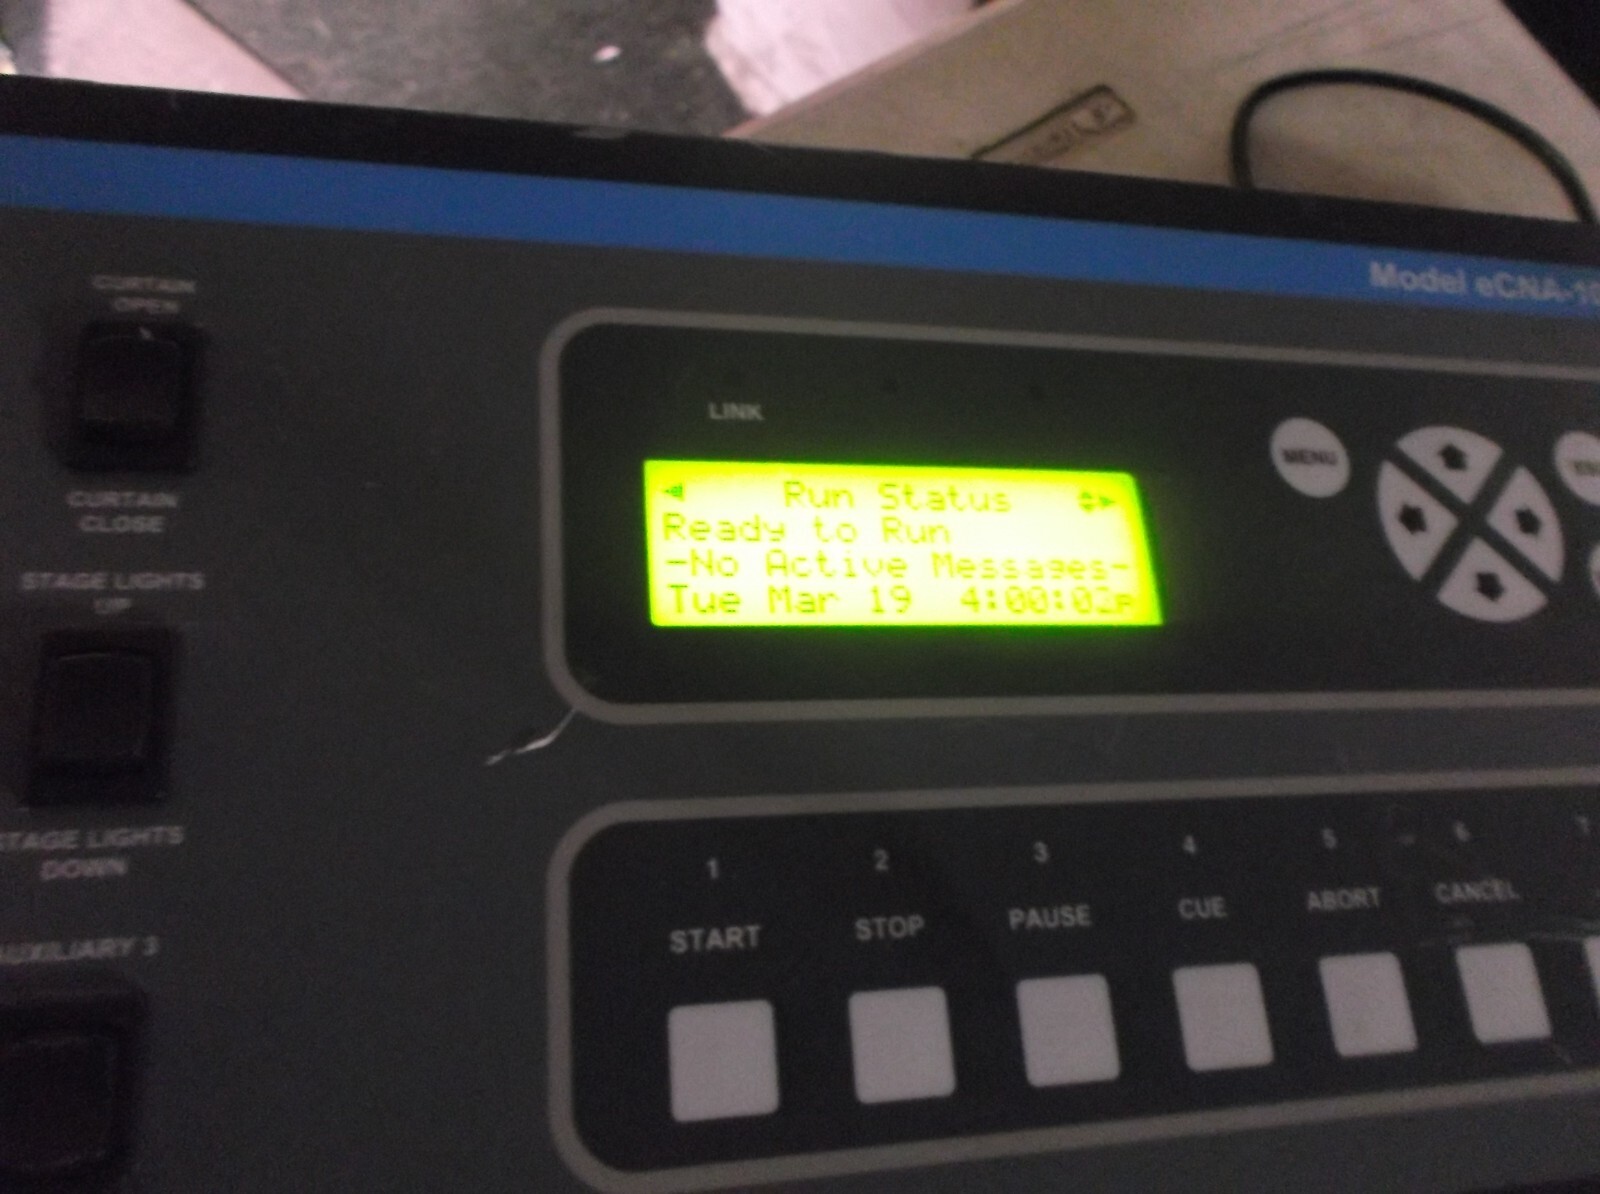 Model eCNA-10
CURTAIN
OPEN
CURTAIN
CLOSE
STAGE LIGHTS
UP
STAGE LIGHTS
DOWN
AUXILIARY 3
LINK
Run Status
Ready to Run
-No Active Messages-
Tue Mar 19 4:00:02P
MENU
1 2 3 4 5 6 7
START STOP PAUSE CUE ABORT CANCEL